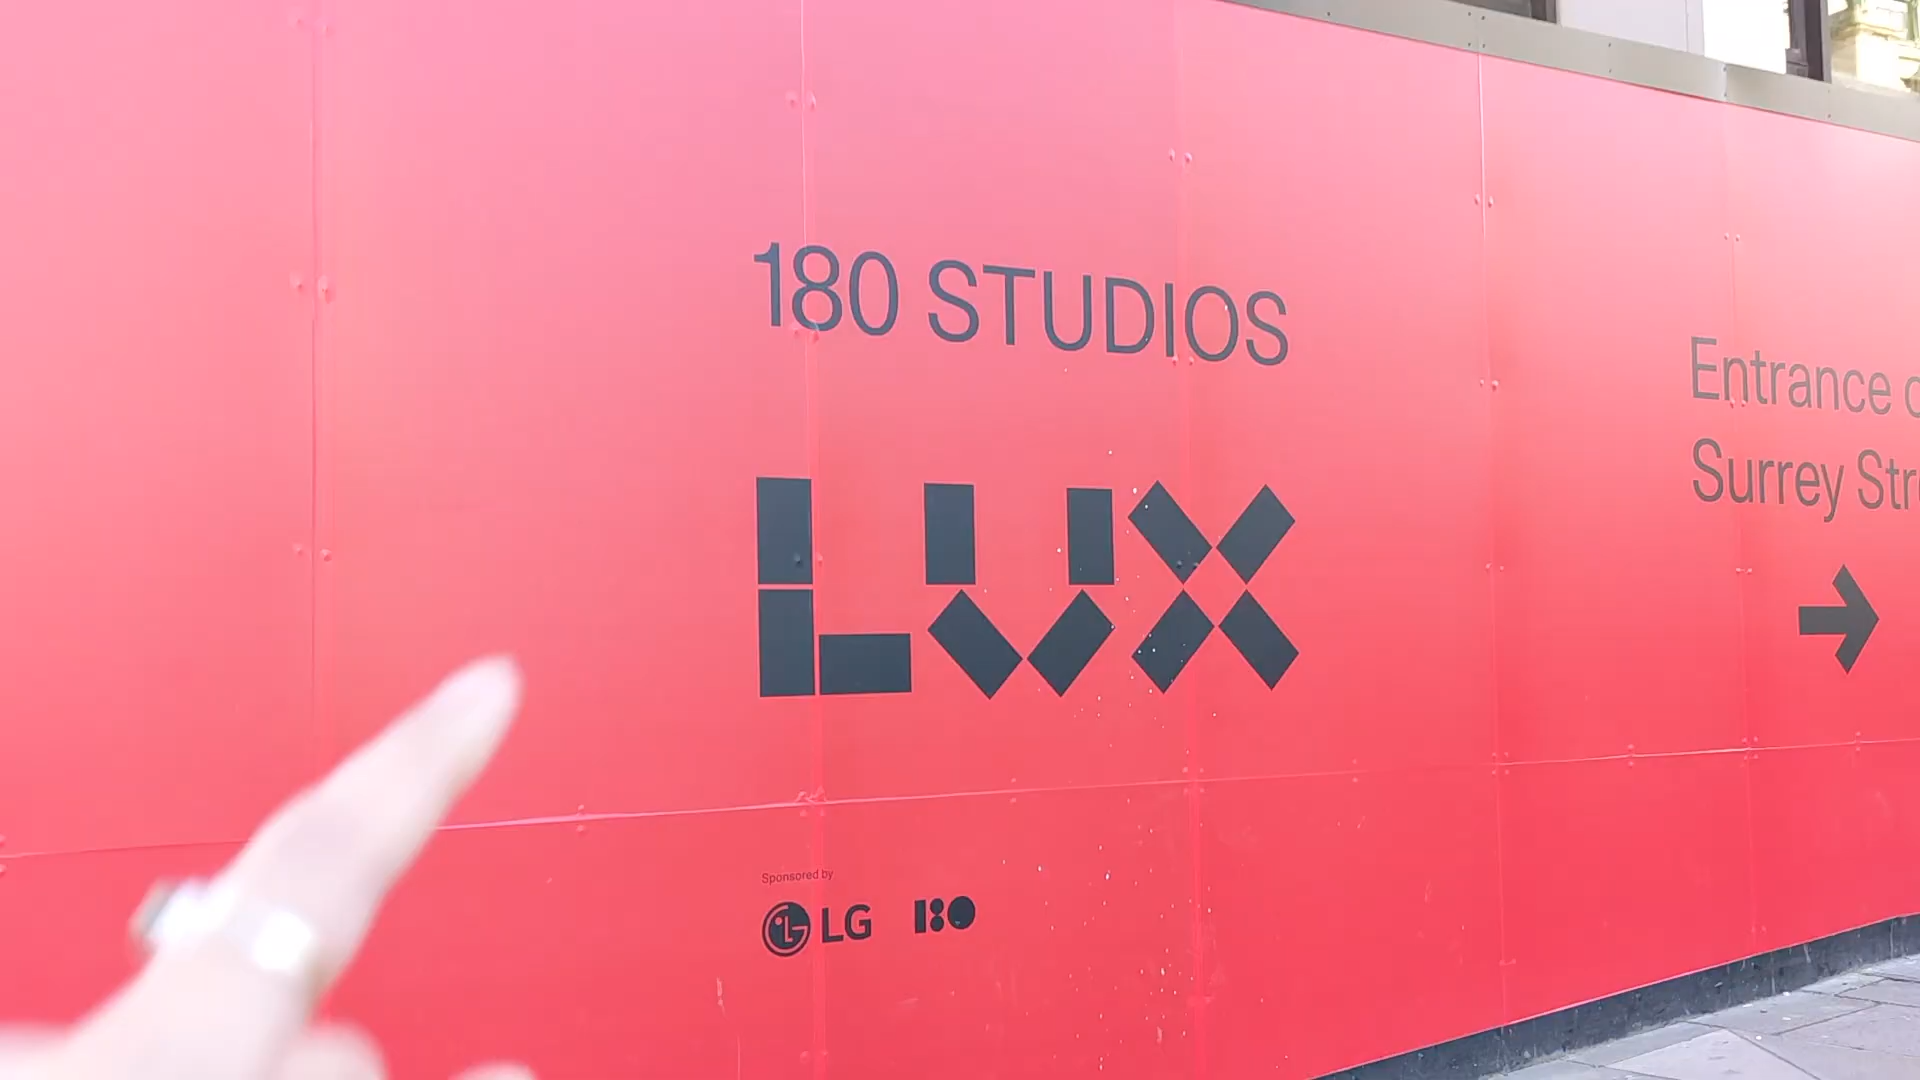 180 STUDIOS
LUX
Entrance
Surrey
Sponsored by
LG 180